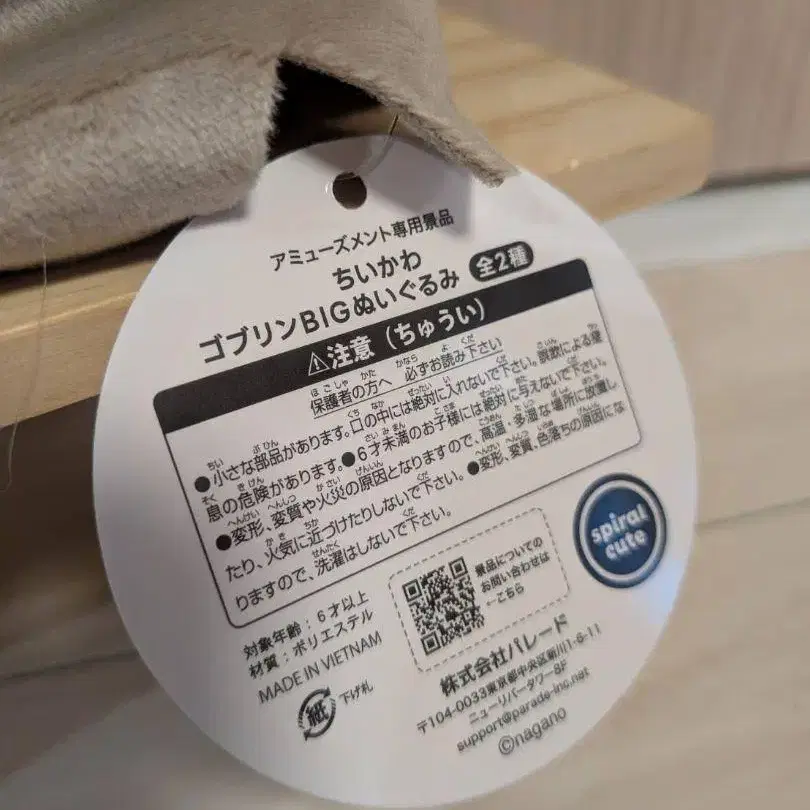 アミューズメント専用景品
ちいかわ
ゴブリンBIGぬいぐるみ 全2種
⚠注意（ちゅうい）
保護者の方へ 必ずお読み下さい
●小さな部品があります。口の中には絶対に入れないで下さい。誤飲による窒
息の危険があります。●6才未満のお子様には絶対に与えないで下さい。
●変形、変質や火災の原因となりますので、高温・多湿な場所に放置し
たり、火気に近づけたりしないで下さい。●変形、変質、色落ちの原因にな
りますので、洗濯はしないで下さい。
対象年齢：6才以上
材質：ポリエステル
MADE IN VIETNAM
紙 下げ札
景品についての
お問い合わせは
←こちら
spiral
cute
株式会社パレード
〒104-0033東京都中央区新川1-6-11
ニューリバータワー8F
support@parade-inc.net
©nagano